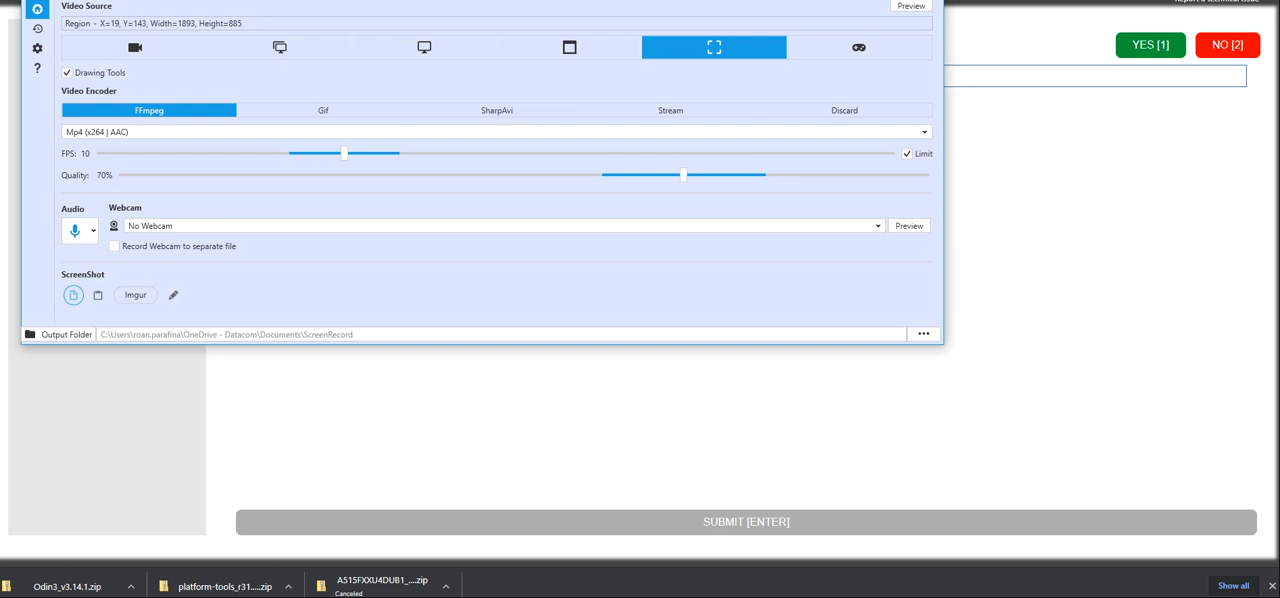 Report a technical issue
Video Source
Preview
Region - X=19, Y=143, Width=1893, Height=885
YES [1]
NO [2]
Drawing Tools
Video Encoder
FFmpeg
Gif
SharpAvi
Stream
Discard
Mp4 (x264 | AAC)
FPS: 10
Limit
Quality: 70%
Audio
Webcam
No Webcam
Preview
Record Webcam to separate file
ScreenShot
Imgur
Output Folder
C:\Users\roan.parafina\OneDrive - Datacom\Documents\ScreenRecord
SUBMIT [ENTER]
Odin3_v3.14.1.zip
platform-tools_r31....zip
A515FXXU4DUB1_....zip
Canceled
Show all